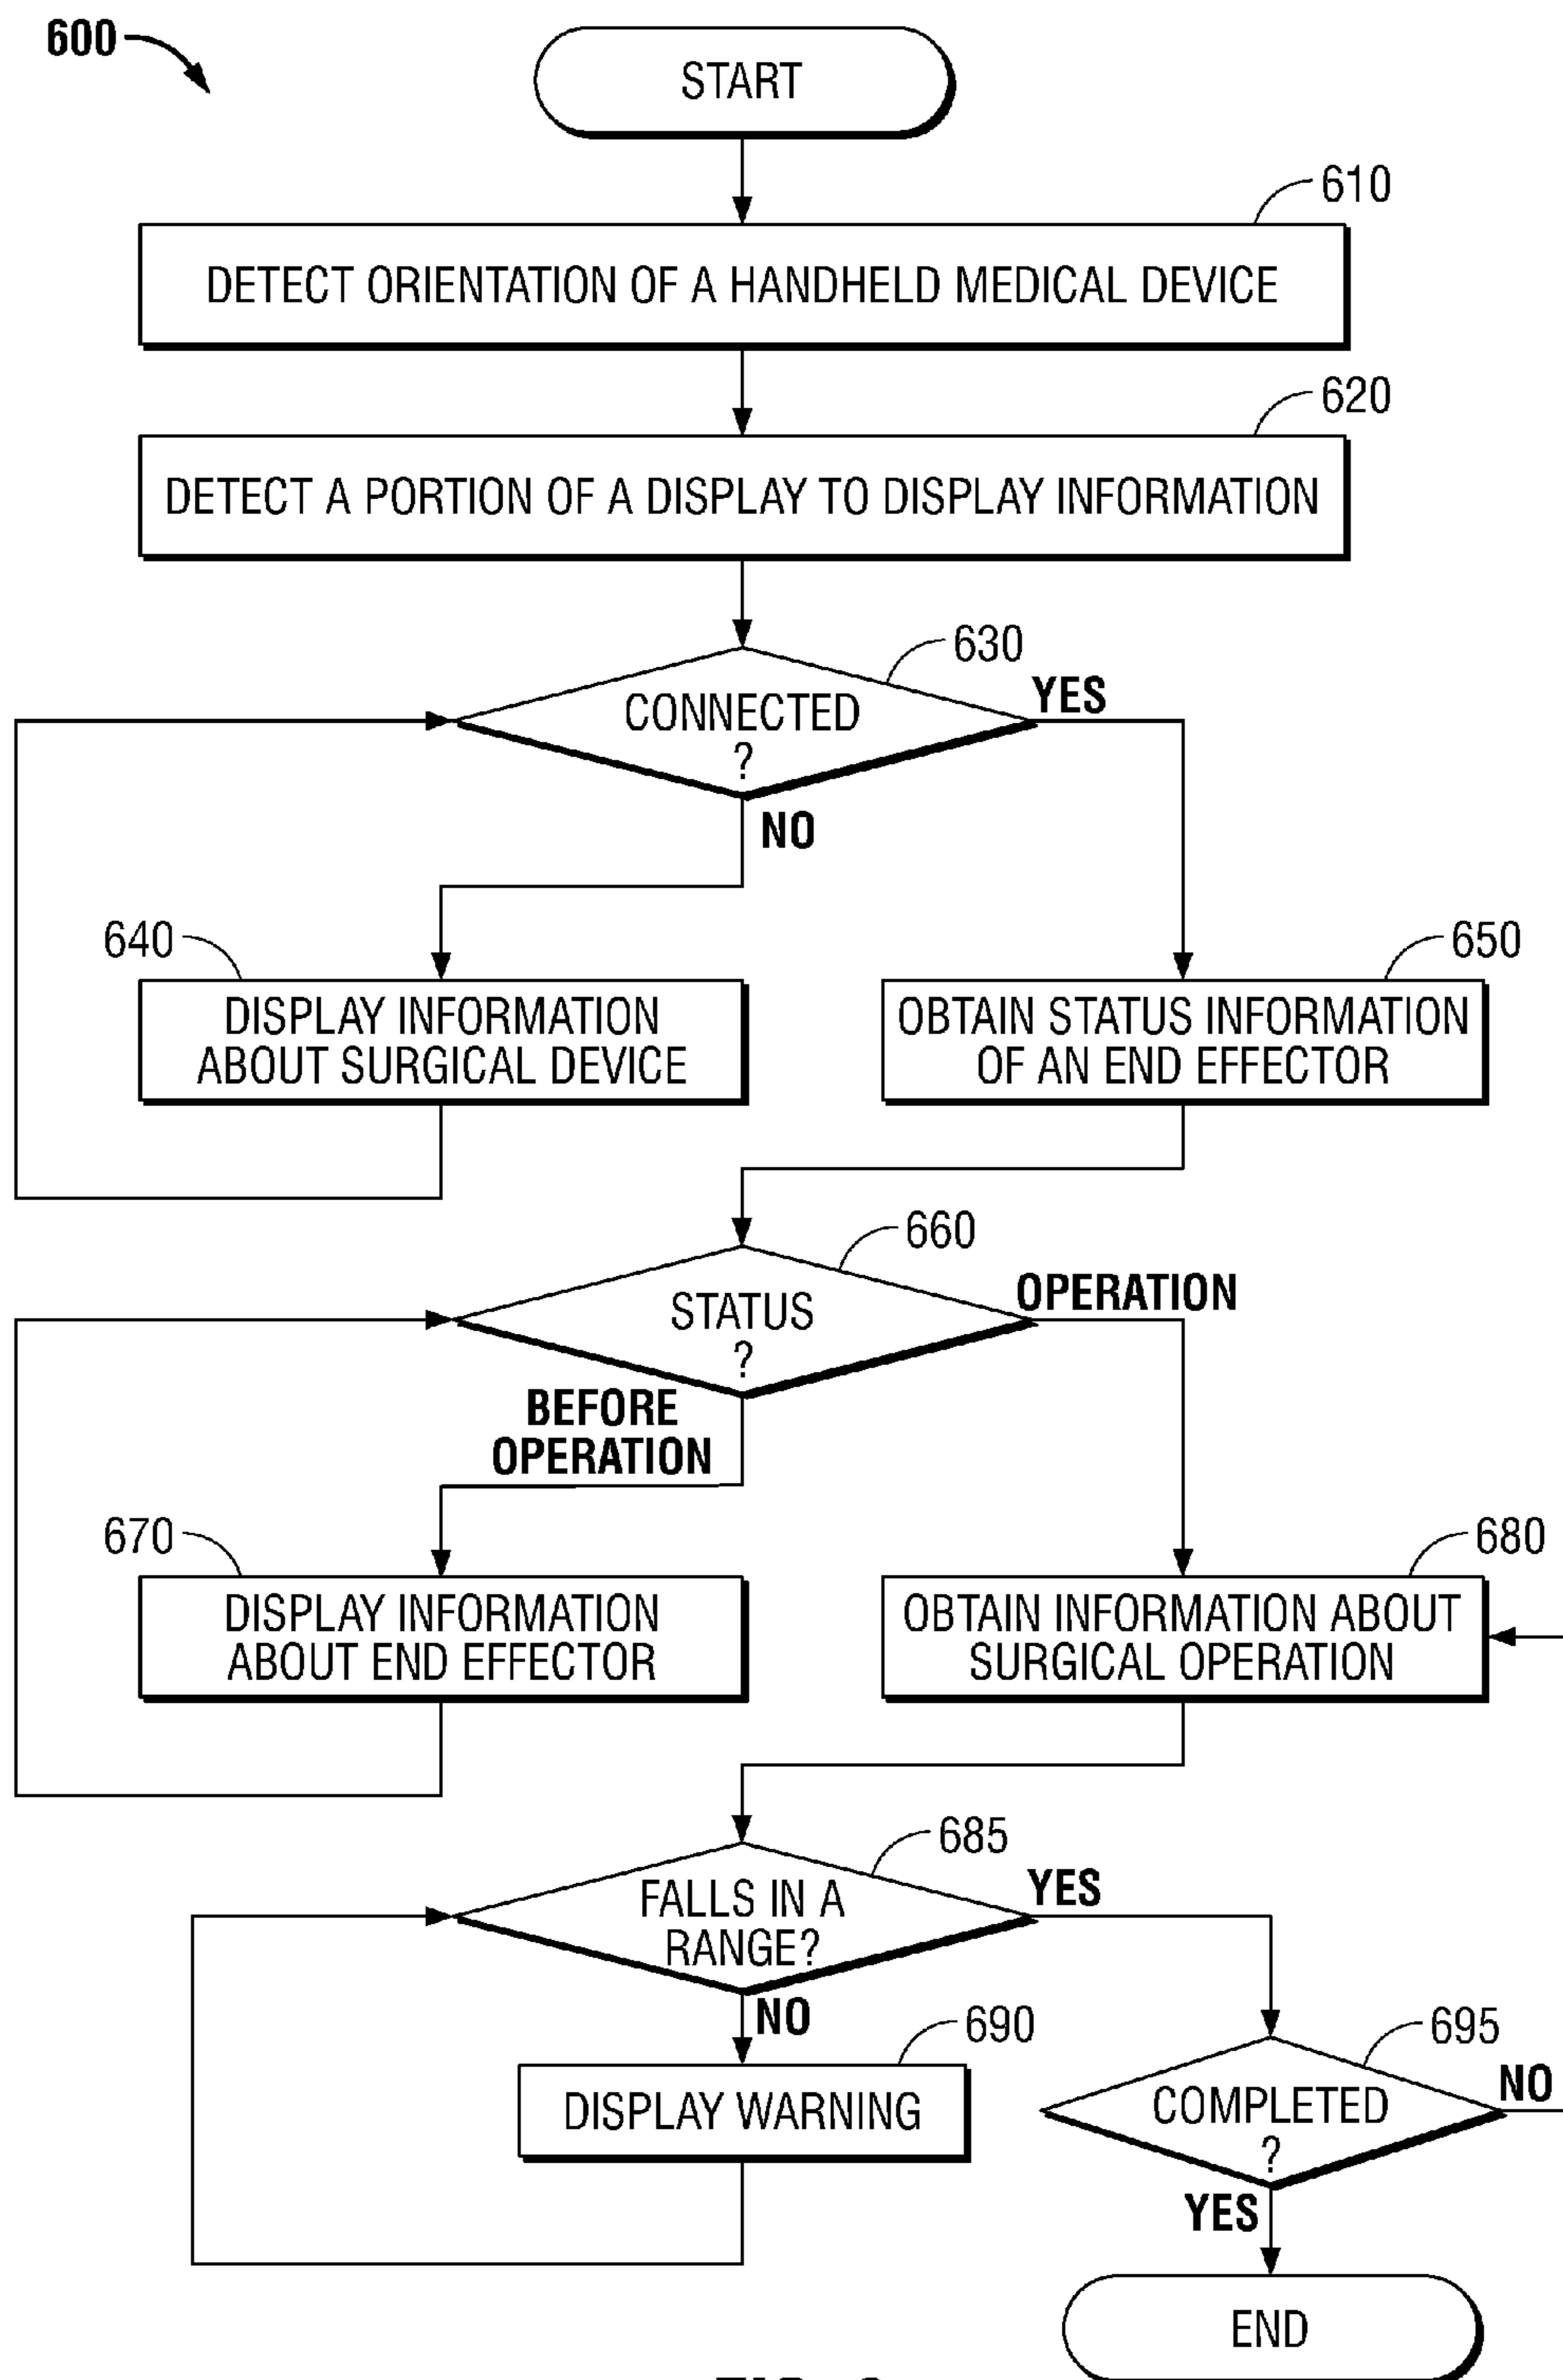 600
START
610
DETECT ORIENTATION OF A HANDHELD MEDICAL DEVICE
620
DETECT A PORTION OF A DISPLAY TO DISPLAY INFORMATION
630
CONNECTED
?
YES
NO
640
DISPLAY INFORMATION
ABOUT SURGICAL DEVICE
650
OBTAIN STATUS INFORMATION
OF AN END EFFECTOR
660
STATUS
?
OPERATION
BEFORE
OPERATION
670
DISPLAY INFORMATION
ABOUT END EFFECTOR
680
OBTAIN INFORMATION ABOUT
SURGICAL OPERATION
685
FALLS IN A
RANGE?
YES
NO
690
DISPLAY WARNING
695
COMPLETED
?
NO
YES
END